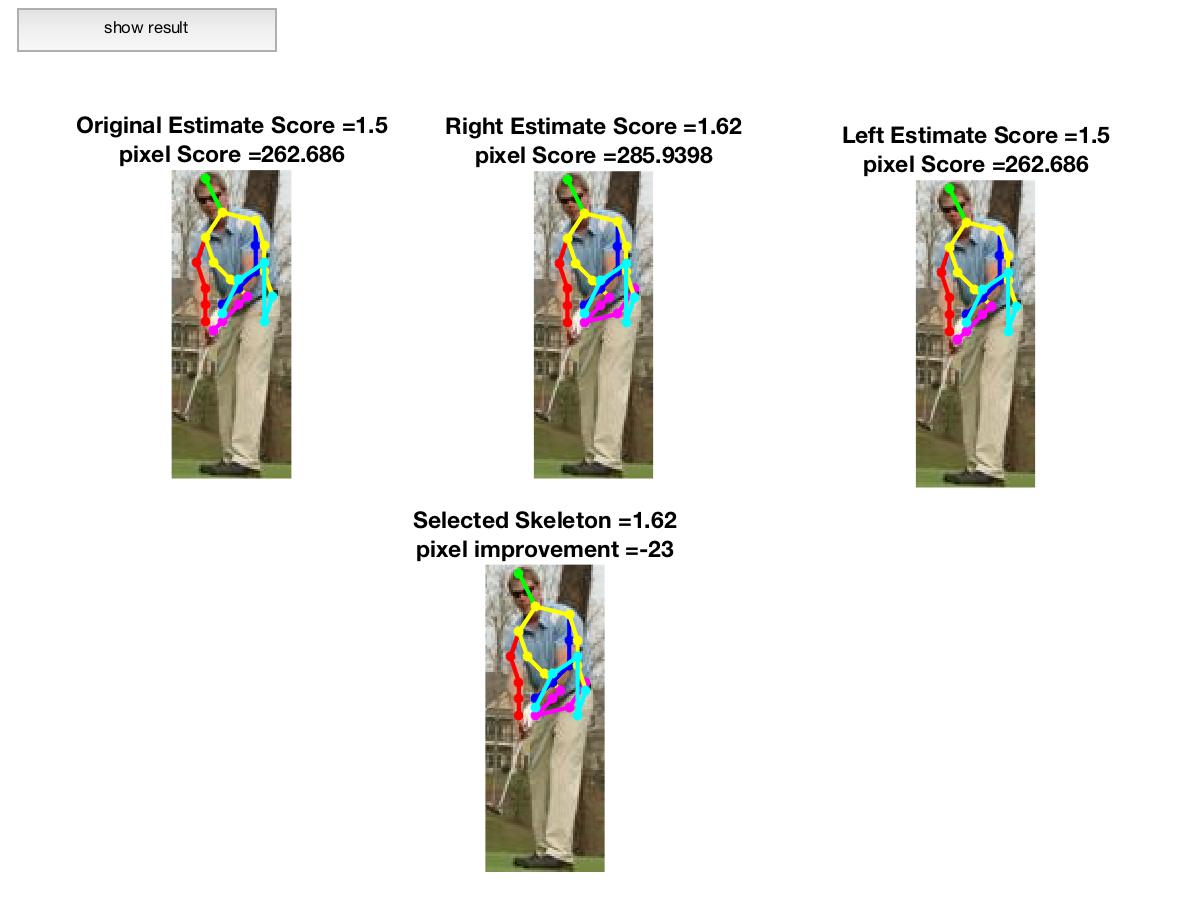 show result
Original Estimate Score =1.5
pixel Score =262.686
Right Estimate Score =1.62
pixel Score =285.9398
Left Estimate Score =1.5
pixel Score =262.686
Selected Skeleton =1.62
pixel improvement =-23